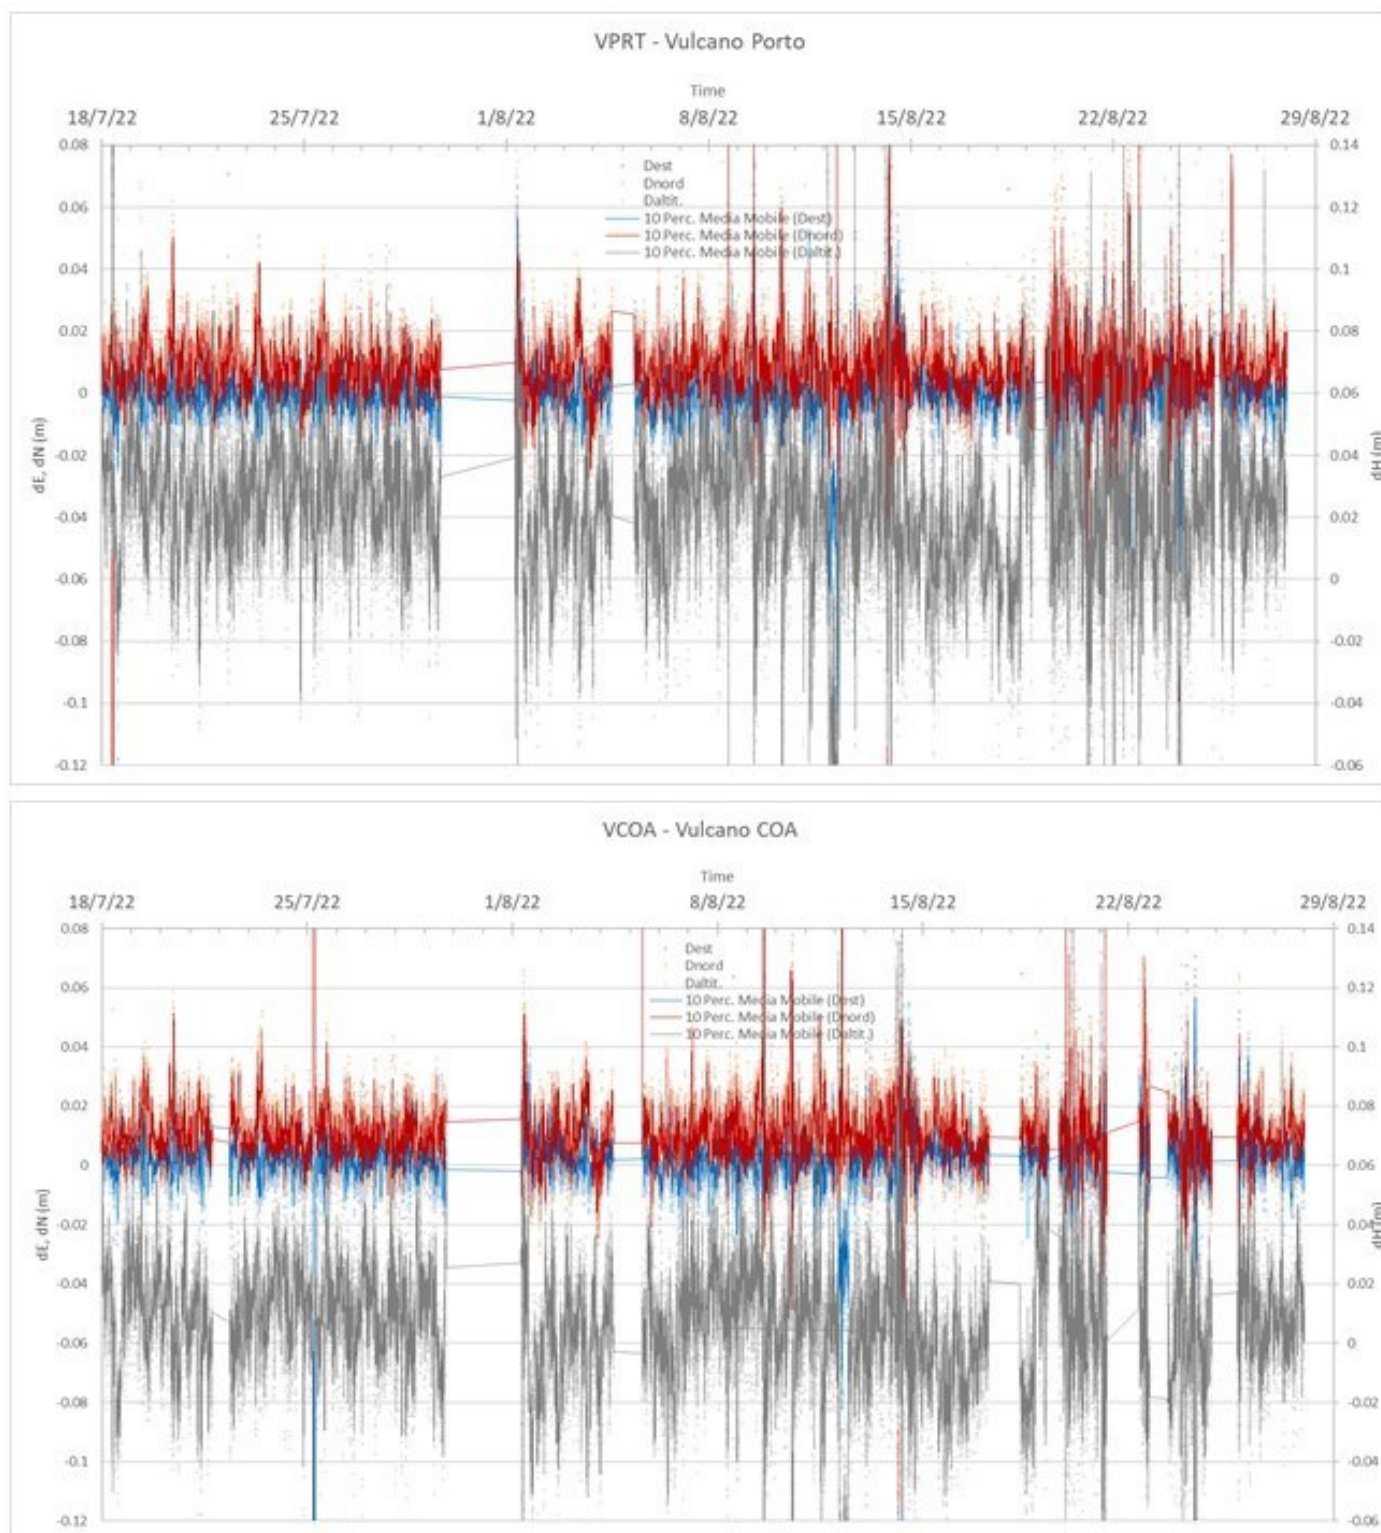 VPRT - Vulcano Porto
Time
18/7/22 25/7/22 1/8/22 8/8/22 15/8/22 22/8/22 29/8/22
0.08 0.14
Dest
Dnord
Daltit.
0.06 0.12
10 Perc. Media Mobile (Dest)
10 Perc. Media Mobile (Dnord)
10 Perc. Media Mobile (Daltit.)
0.04 0.1
0.02 0.08
0 0.06
-0.02 0.04
dE, dN (m) dH (m)
-0.04 0.02
-0.06 0
-0.08 -0.02
-0.1 -0.04
-0.12 -0.06
VCOA - Vulcano COA
Time
18/7/22 25/7/22 1/8/22 8/8/22 15/8/22 22/8/22 29/8/22
0.08 0.14
Dest
Dnord
Daltit.
0.06 0.12
10 Perc. Media Mobile (Dest)
10 Perc. Media Mobile (Dnord)
10 Perc. Media Mobile (Daltit.)
0.04 0.1
0.02 0.08
0 0.06
-0.02 0.04
dE, dN (m) dH (m)
-0.04 0.02
-0.06 0
-0.08 -0.02
-0.1 -0.04
-0.12 -0.06